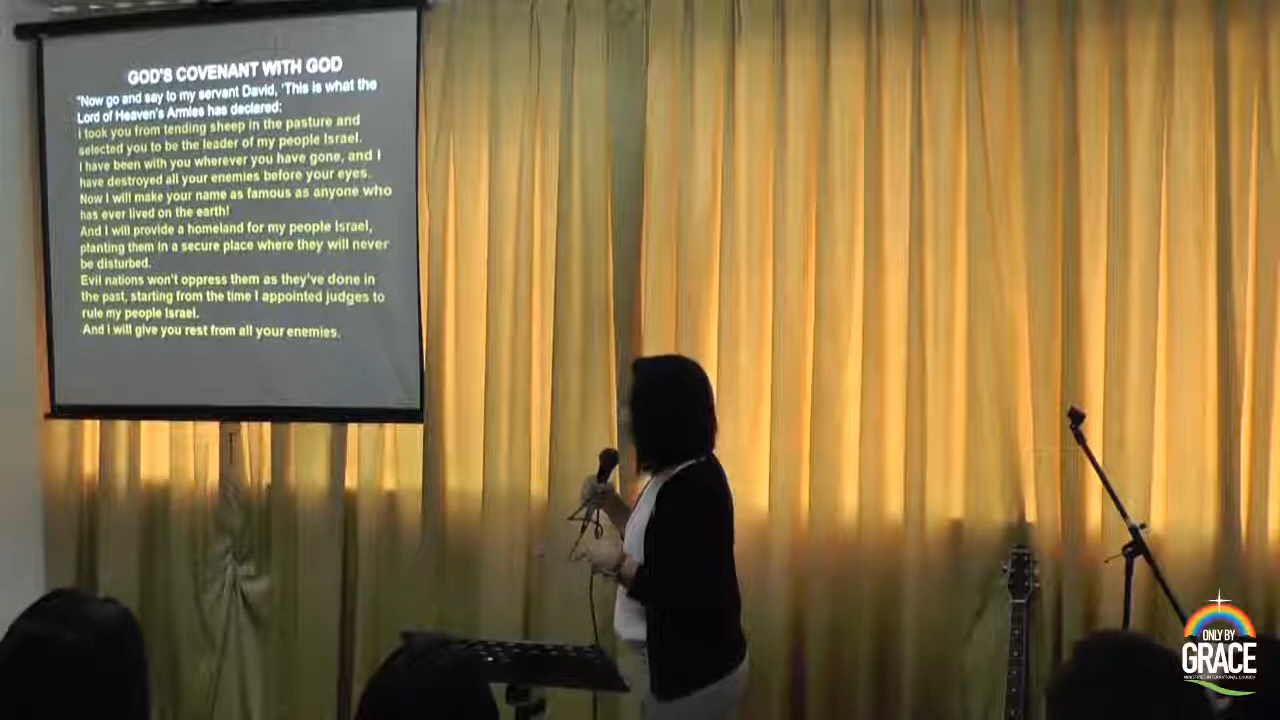 GOD'S COVENANT WITH GOD
"Now go and say to my servant David, 'This is what the
Lord of Heaven's Armies has declared:
I took you from tending sheep in the pasture and
selected you to be the leader of my people Israel.
I have been with you wherever you have gone, and I
have destroyed all your enemies before your eyes.
Now I will make your name as famous as anyone who
has ever lived on the earth!
And I will provide a homeland for my people Israel,
planting them in a secure place where they will never
be disturbed.
Evil nations won't oppress them as they've done in
the past, starting from the time I appointed judges to
rule my people Israel.
And I will give you rest from all your enemies.
ONLY BY
GRACE
MINISTRIES INTERNATIONAL CHURCH